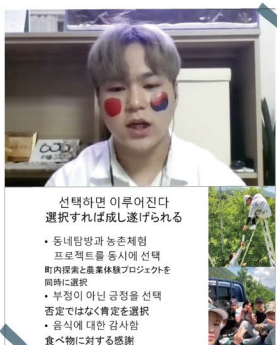 선택하면 이루어진다
選択すれば成し遂げられる
• 동네탐방과 농촌체험
프로젝트를 동시에 선택
町内探索と農業体験プロジェクトを
同時に選択
• 부정이 아닌 긍정을 선택
否定ではなく肯定を選択
• 음식에 대한 감사함
食べ物に対する感謝